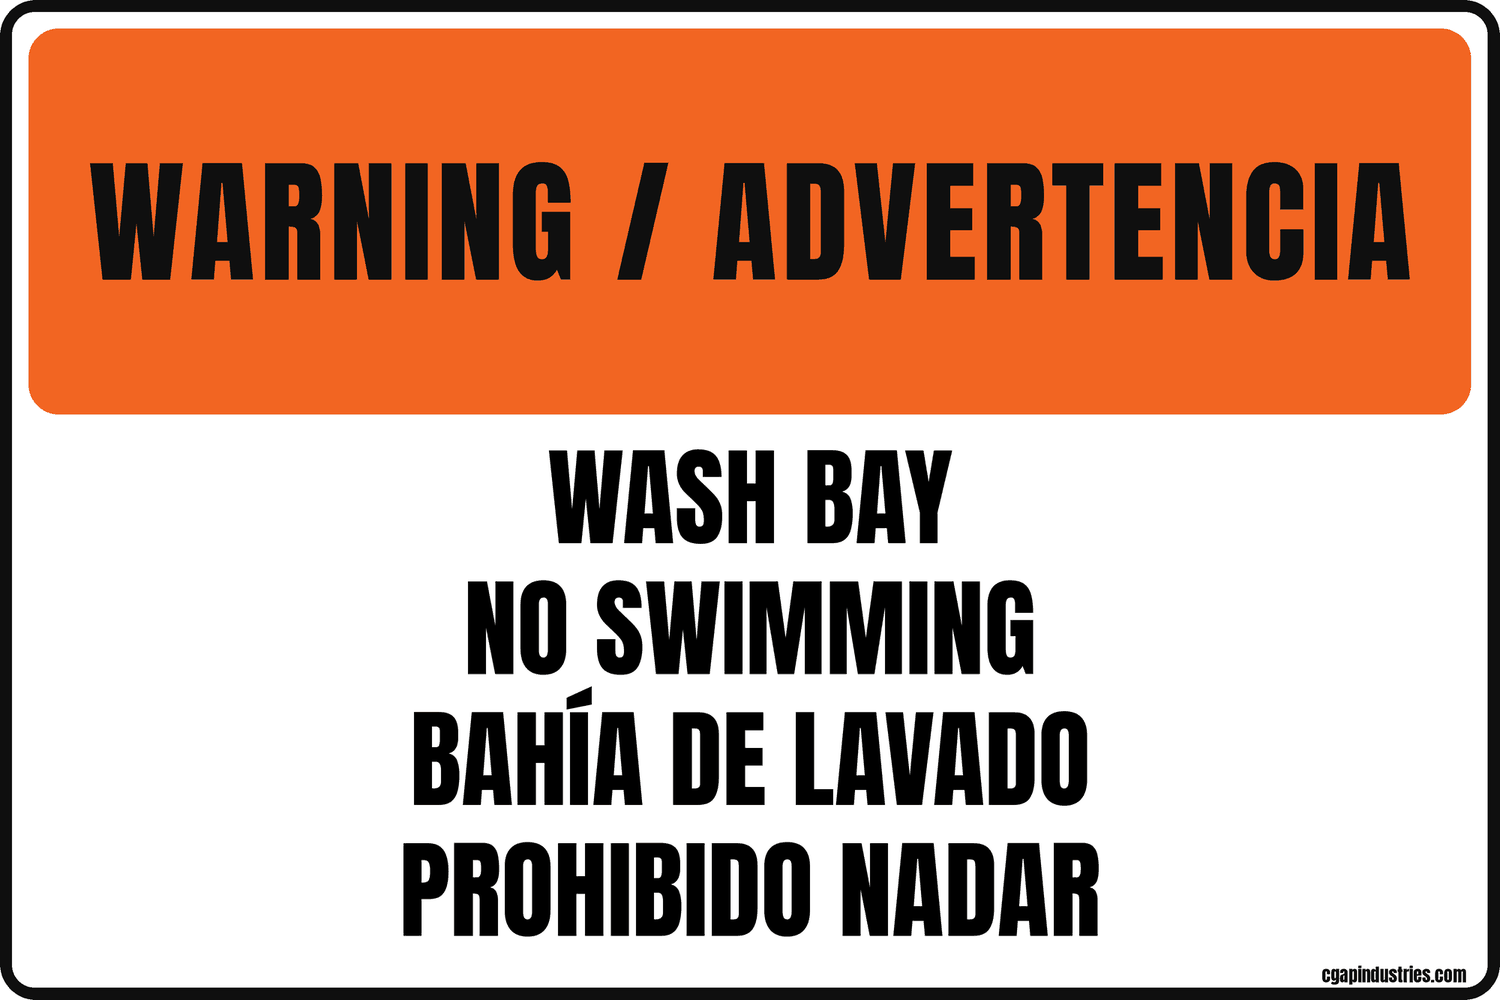 WARNING / ADVERTENCIA
WASH BAY
NO SWIMMING
BAHÍA DE LAVADO
PROHIBIDO NADAR
cgapindustries.com